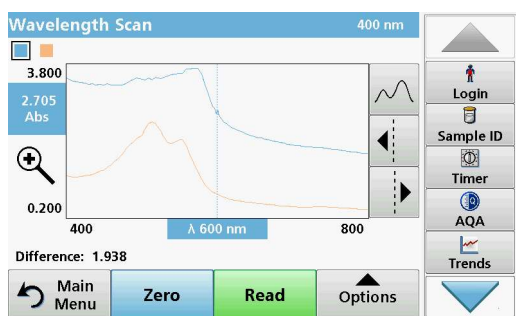 Wavelength Scan
400 nm
3.800
2.705
Abs
0.200
400
λ 600 nm
800
Difference: 1.938
Main
Menu
Zero
Read
Options
Login
Sample ID
Timer
AQA
Trends